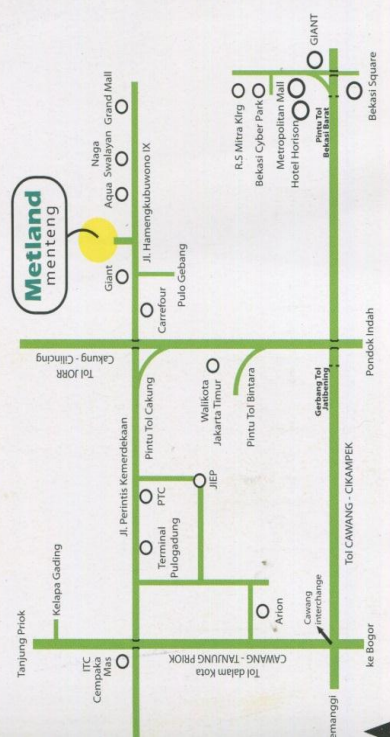 Tanjung Priok
Kelapa Gading
ITC
Cempaka
Mas
Tol dalam Kota
CAWANG - TANJUNG PRIOK
Arion
Cawang
interchange
emanggi
ke Bogor
Jl. Perintis Kemerdekaan
Terminal
Pulogadung
PTC
JIEP
Tol CAWANG - CIKAMPEK
Tol JORR
Cakung - Cilincing
Pintu Tol Cakung
Walikota
Jakarta Timur
Pintu Tol Bintara
Gerbang Tol
Jatibening
Pondok Indah
Metland
menteng
Giant
Carrefour
Pulo Gebang
Jl. Hamengkubuwono IX
Aqua
Naga
Swalayan
Grand Mall
R.S Mitra Klrg
Bekasi Cyber Park
Metropolitan Mall
Hotel Horison
Pintu Tol
Bekasi Barat
GIANT
Bekasi Square